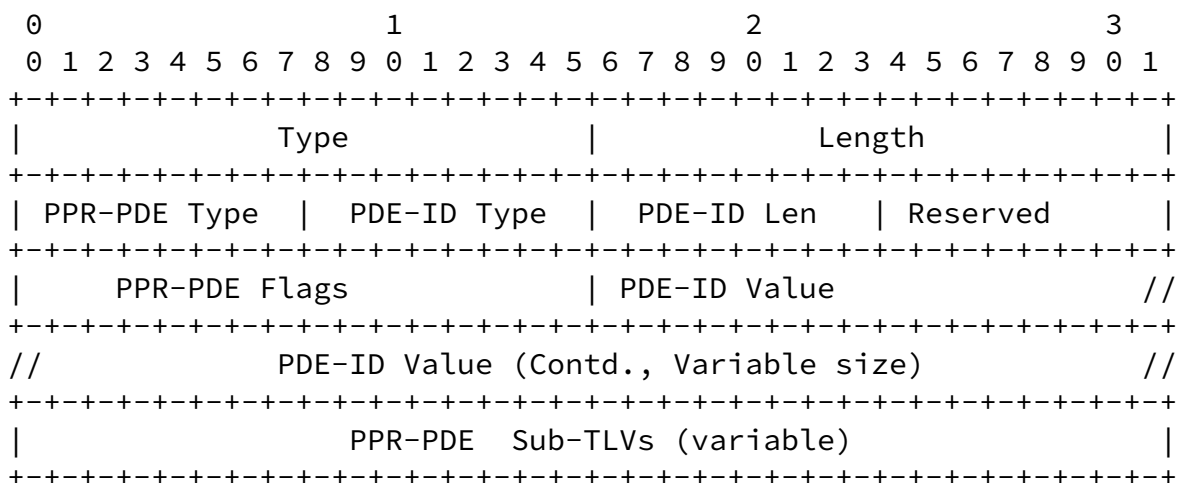 0                   1                   2                   3
 0 1 2 3 4 5 6 7 8 9 0 1 2 3 4 5 6 7 8 9 0 1 2 3 4 5 6 7 8 9 0 1
+-+-+-+-+-+-+-+-+-+-+-+-+-+-+-+-+-+-+-+-+-+-+-+-+-+-+-+-+-+-+-+-+
|              Type             |            Length             |
+-+-+-+-+-+-+-+-+-+-+-+-+-+-+-+-+-+-+-+-+-+-+-+-+-+-+-+-+-+-+-+-+
| PPR-PDE Type  |  PDE-ID Type  |  PDE-ID Len   | Reserved      |
+-+-+-+-+-+-+-+-+-+-+-+-+-+-+-+-+-+-+-+-+-+-+-+-+-+-+-+-+-+-+-+-+
|     PPR-PDE Flags             | PDE-ID Value                 //
+-+-+-+-+-+-+-+-+-+-+-+-+-+-+-+-+-+-+-+-+-+-+-+-+-+-+-+-+-+-+-+-+
//             PDE-ID Value (Contd., Variable size)            //
+-+-+-+-+-+-+-+-+-+-+-+-+-+-+-+-+-+-+-+-+-+-+-+-+-+-+-+-+-+-+-+-+
|                  PPR-PDE  Sub-TLVs (variable)                 |
+-+-+-+-+-+-+-+-+-+-+-+-+-+-+-+-+-+-+-+-+-+-+-+-+-+-+-+-+-+-+-+-+